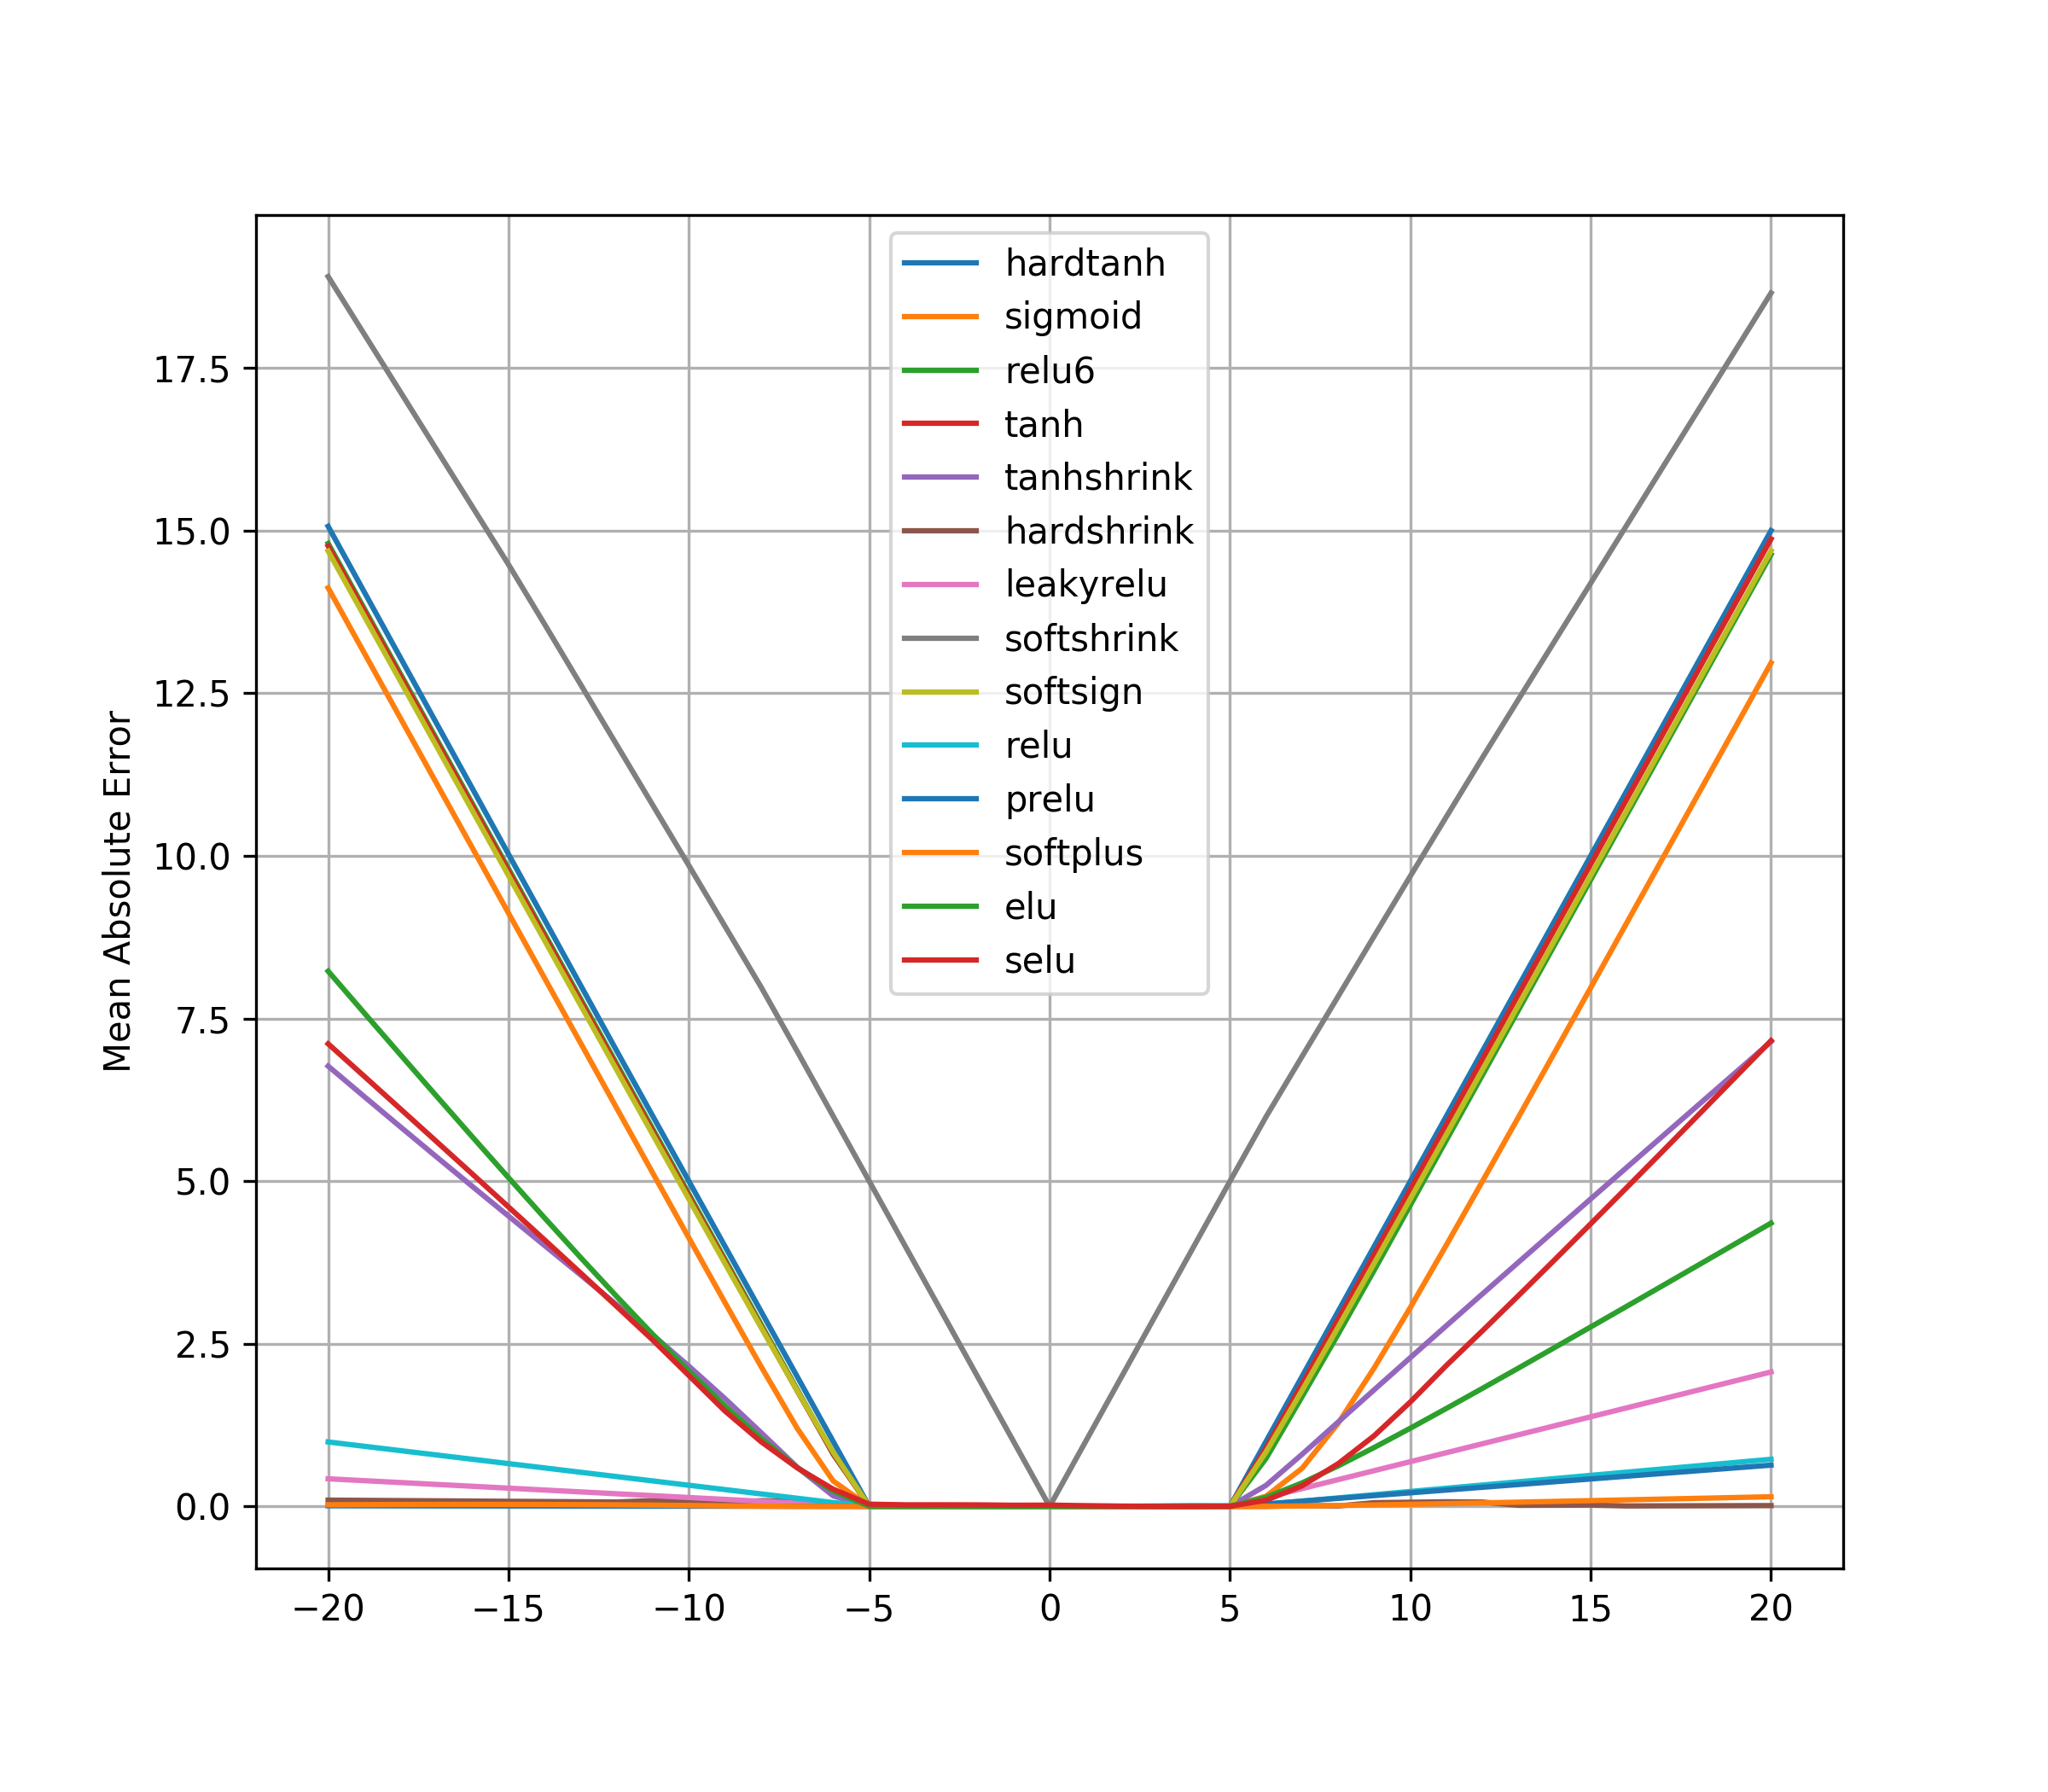 Mean Absolute Error
17.5
15.0
12.5
10.0
7.5
5.0
2.5
0.0
hardtanh
sigmoid
relu6
tanh
tanhshrink
hardshrink
leakyrelu
softshrink
softsign
relu
prelu
softplus
elu
selu
−20 −15 −10 −5 0 5 10 15 20